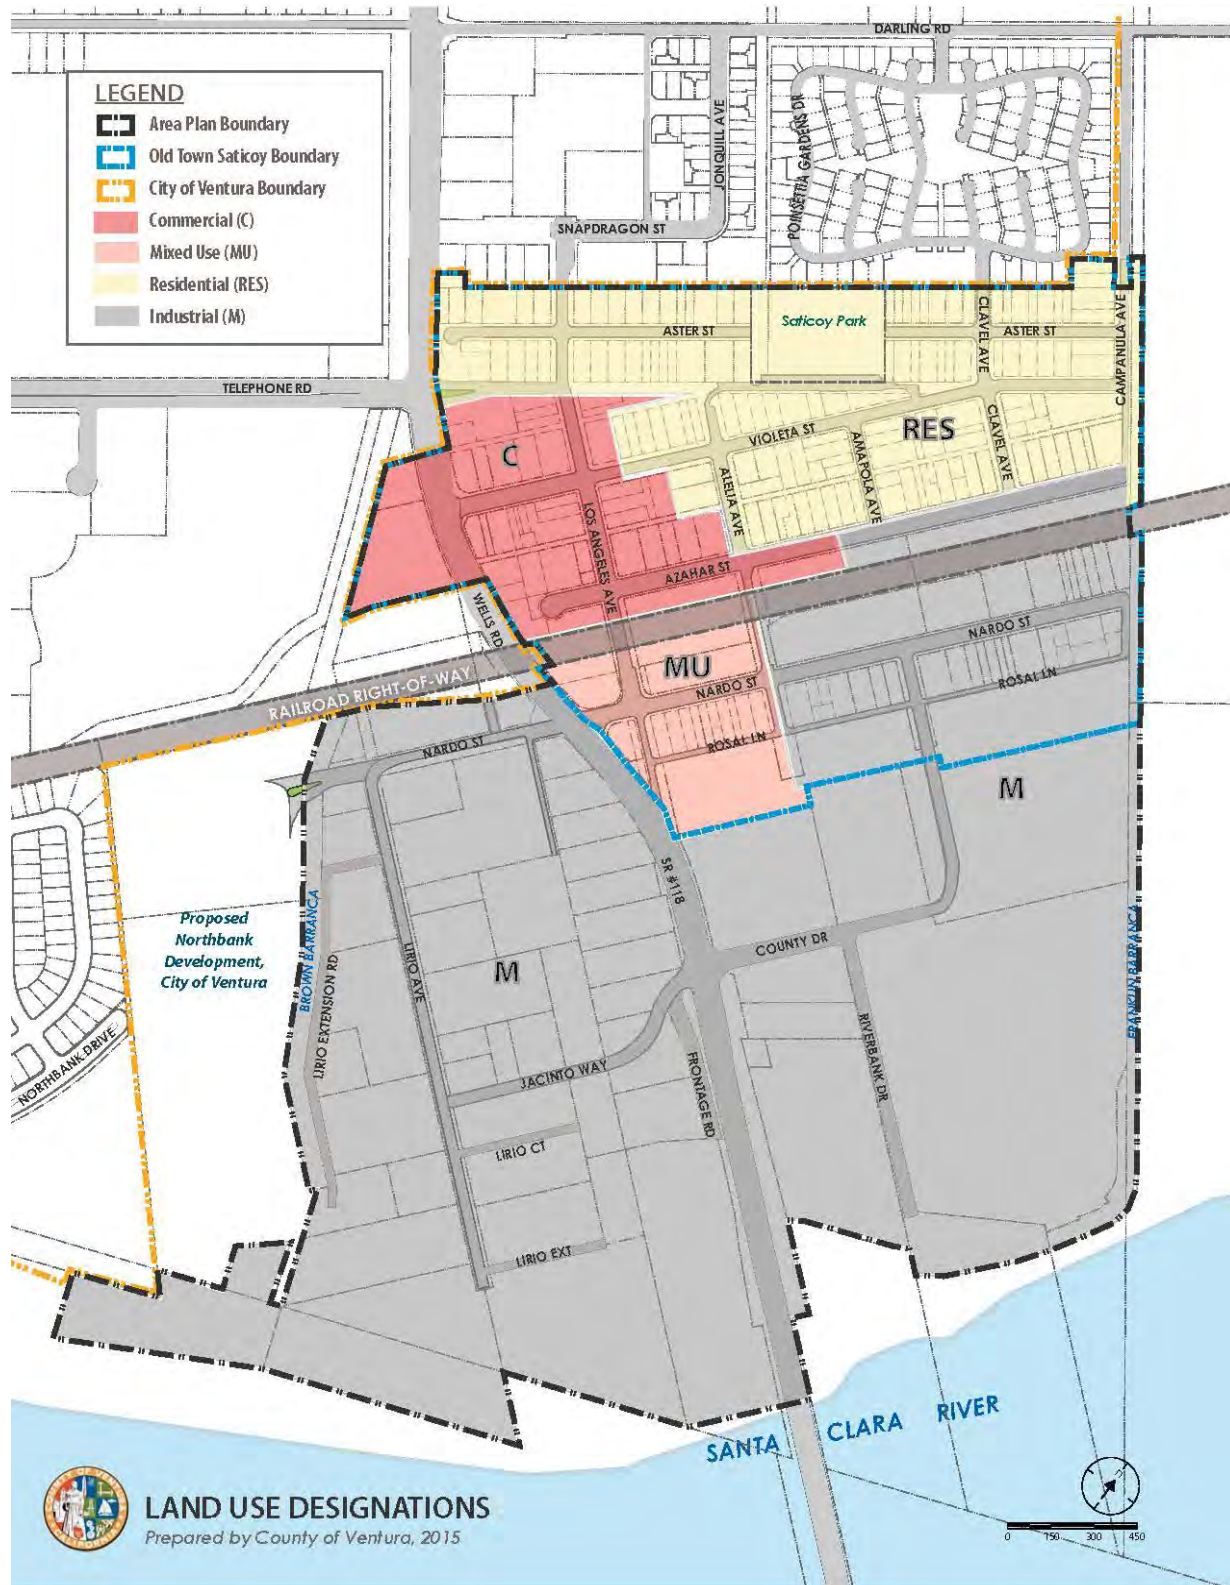 DARLING RD
LEGEND
Area Plan Boundary
Old Town Saticoy Boundary
City of Ventura Boundary
Commercial (C)
Mixed Use (MU)
Residential (RES)
Industrial (M)
JONQUILL AVE
POINSETTIA GARDENS DR
SNAPDRAGON ST
ASTER ST
Saticoy Park
CLAVEL AVE
ASTER ST
CAMPANULA AVE
TELEPHONE RD
C
VIOLETA ST
RES
AMAPOLA AVE
CLAVEL AVE
ALELIA AVE
LOS ANGELES AVE
AZAHAR ST
WELLS RD
NARDO ST
MU
RAILROAD RIGHT-OF-WAY
NARDO ST
ROSAL LN
NARDO ST
ROSAL LN
M
SR #118
Proposed
Northbank
Development,
City of Ventura
BROWN BARRANCA
LIRIO EXTENSION RD
LIRIO AVE
M
COUNTY DR
FRANKLIN BARRANCA
NORTHBANK DRIVE
JACINTO WAY
FRONTAGE RD
RIVERBANK DR
LIRIO CT
LIRIO EXT
SANTA CLARA RIVER
LAND USE DESIGNATIONS
Prepared by County of Ventura, 2015
0 150 300 450